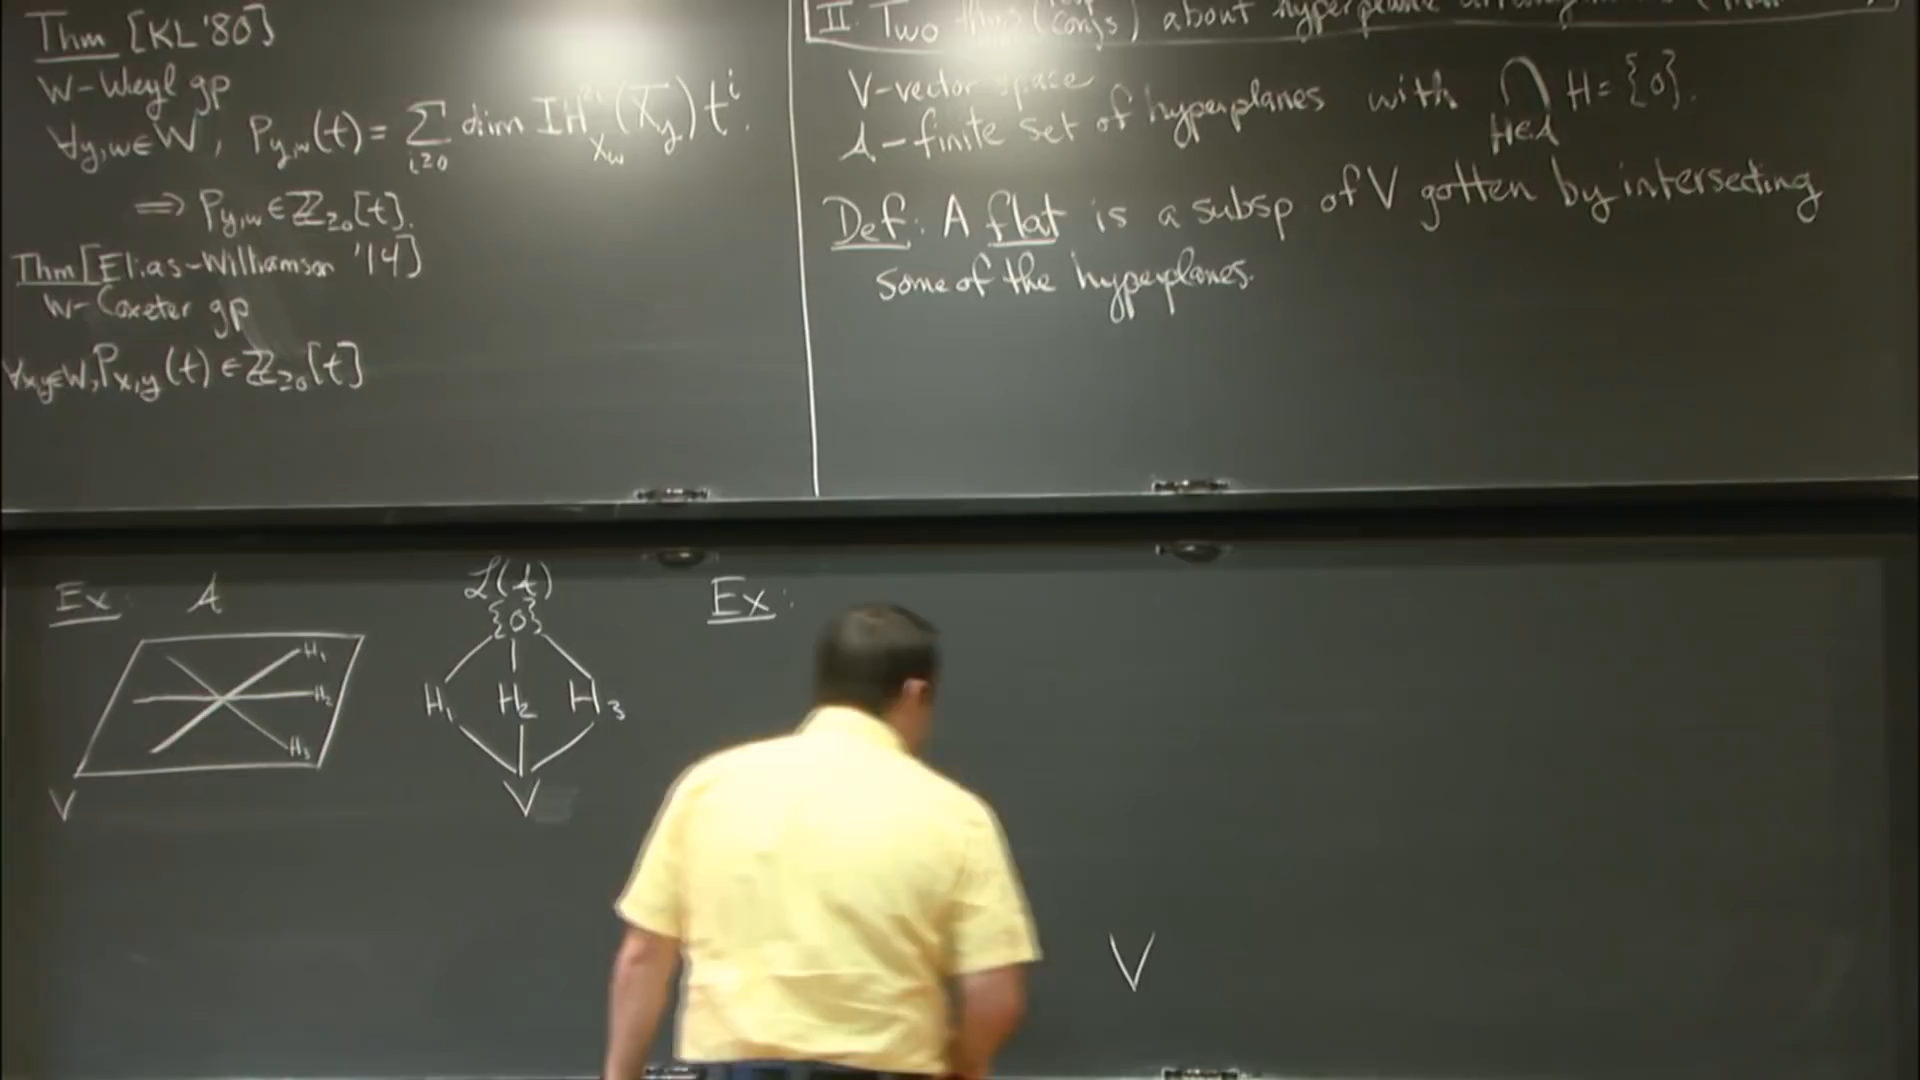 Thm [KL '80]
W-Weyl gp
∀y,w∈W, P_{y,w}(t) = Σ_{i≥0} dim IH^{2i}_{X_w}(X̄_y) t^i.
⟹ P_{y,w} ∈ ℤ_{≥0}[t].
Thm [Elias-Williamson '14]
W-Coxeter gp
∀x,y∈W, P_{x,y}(t) ∈ ℤ_{≥0}[t]
II. Two thms (conjs) about hyperplane
V-vector space
A-finite set of hyperplanes with ⋂_{H∈A} H = {0}.
Def: A flat is a subsp of V gotten by intersecting
some of the hyperplanes.
Ex: A
H₁
H₂
H₃
V
L(A)
{0}
H₁ H₂ H₃
V
Ex:
V